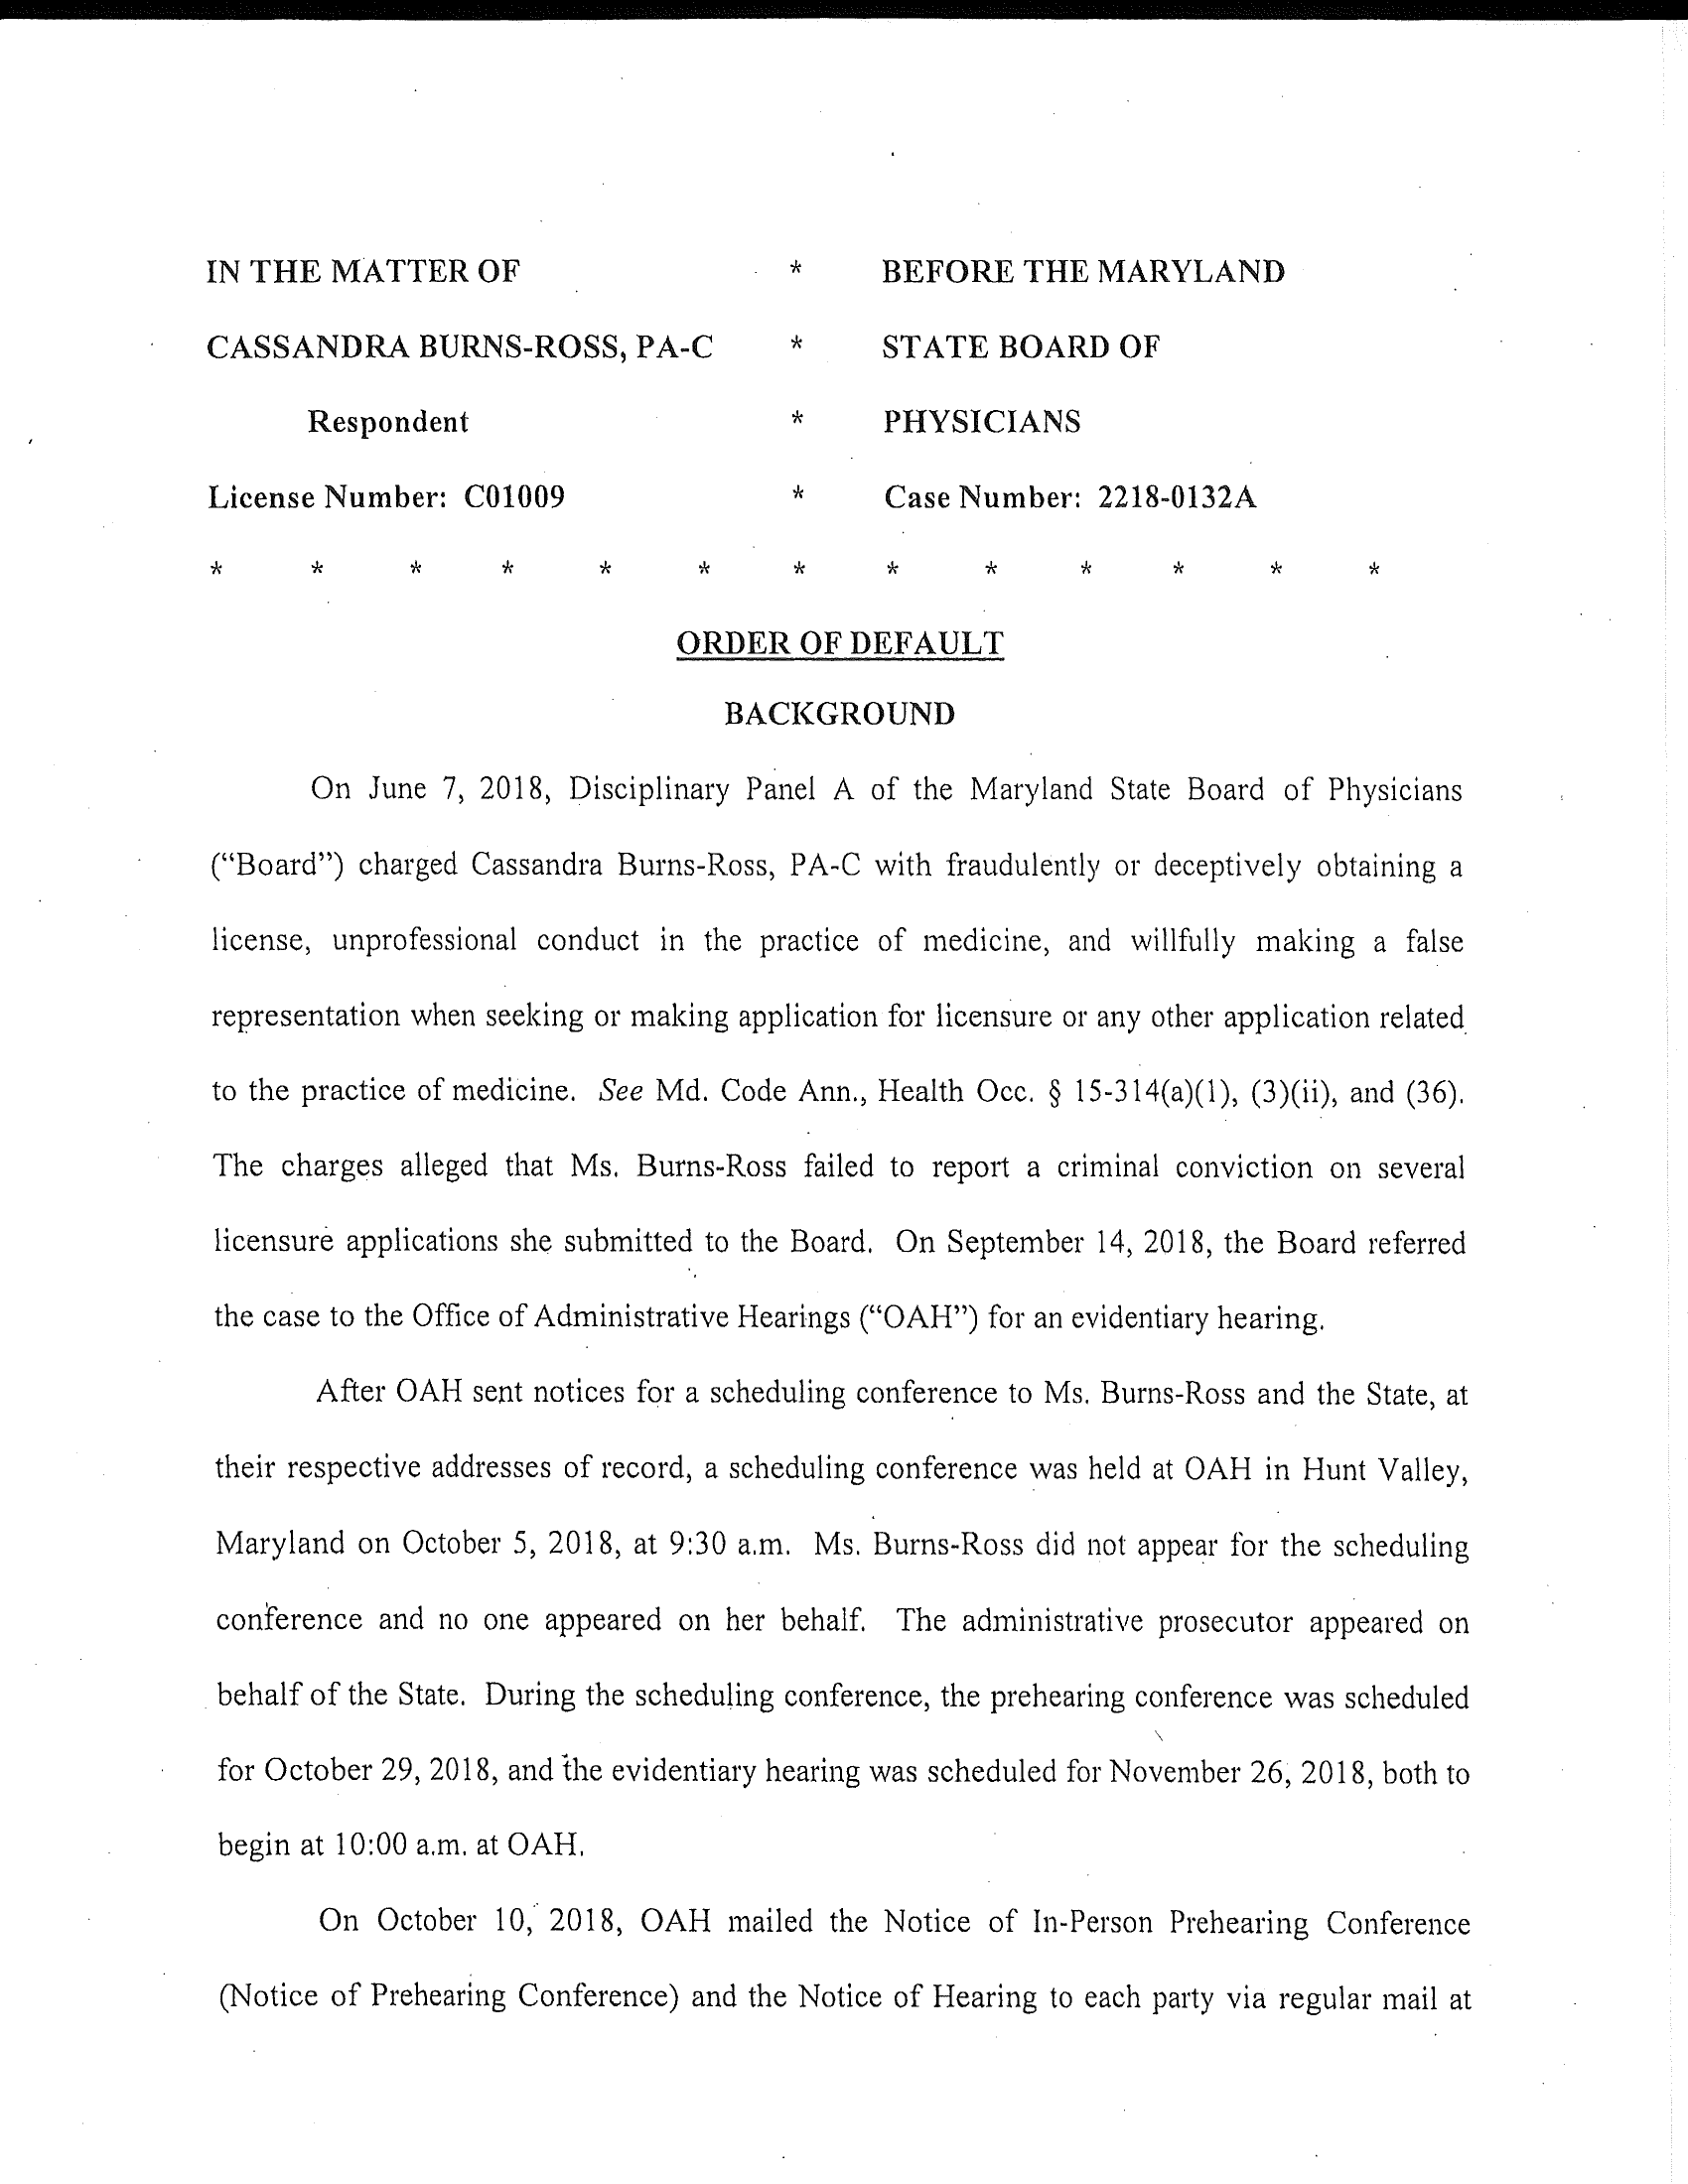 IN THE MATTER OF * BEFORE THE MARYLAND
CASSANDRA BURNS-ROSS, PA-C * STATE BOARD OF
Respondent * PHYSICIANS
License Number: C01009 * Case Number: 2218-0132A
* * * * * * * * * * * * *
ORDER OF DEFAULT
BACKGROUND
On June 7, 2018, Disciplinary Panel A of the Maryland State Board of Physicians
(“Board”) charged Cassandra Burns-Ross, PA-C with fraudulently or deceptively obtaining a
license, unprofessional conduct in the practice of medicine, and willfully making a false
representation when seeking or making application for licensure or any other application related
to the practice of medicine. See Md. Code Ann., Health Occ. § 15-314(a)(1), (3)(ii), and (36).
The charges alleged that Ms. Burns-Ross failed to report a criminal conviction on several
licensure applications she submitted to the Board. On September 14, 2018, the Board referred
the case to the Office of Administrative Hearings (“OAH”) for an evidentiary hearing.
After OAH sent notices for a scheduling conference to Ms. Burns-Ross and the State, at
their respective addresses of record, a scheduling conference was held at OAH in Hunt Valley,
Maryland on October 5, 2018, at 9:30 a.m. Ms. Burns-Ross did not appear for the scheduling
conference and no one appeared on her behalf. The administrative prosecutor appeared on
behalf of the State. During the scheduling conference, the prehearing conference was scheduled
for October 29, 2018, and the evidentiary hearing was scheduled for November 26, 2018, both to
begin at 10:00 a.m. at OAH.
On October 10, 2018, OAH mailed the Notice of In-Person Prehearing Conference
(Notice of Prehearing Conference) and the Notice of Hearing to each party via regular mail at